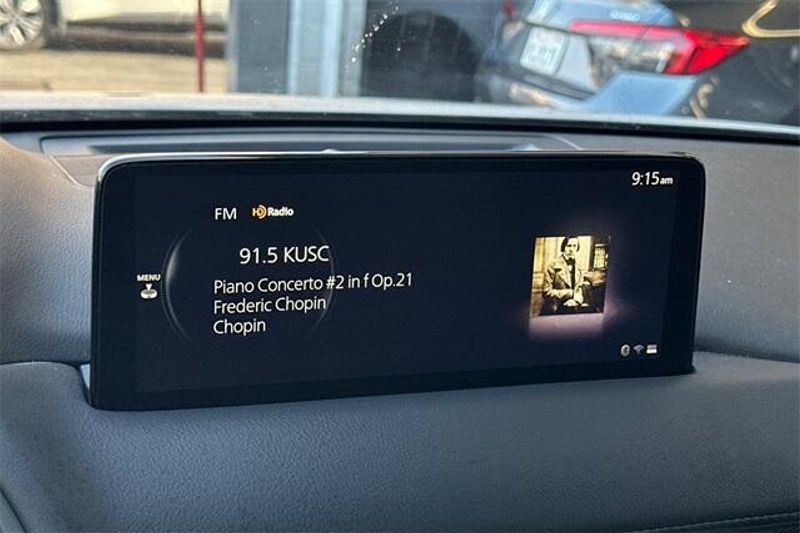 9:15am
FM HD Radio
91.5 KUSC
MENU
Piano Concerto #2 in f Op.21
Frederic Chopin
Chopin